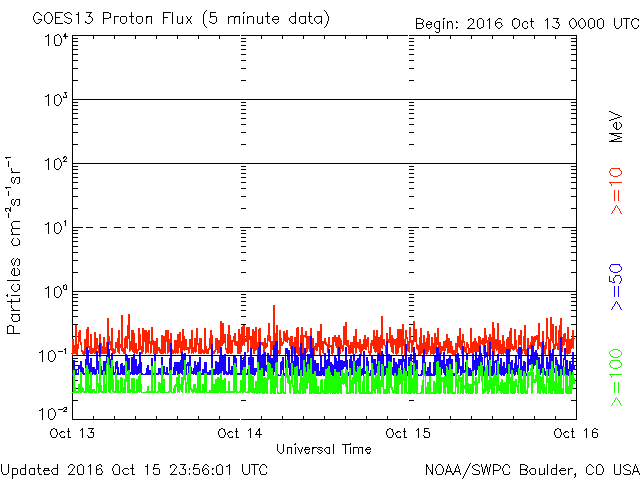 GOES13 Proton Flux (5 minute data)
Begin: 2016 Oct 13 0000 UTC
Particles cm⁻²s⁻¹sr⁻¹
10⁴
10³
10²
10¹
10⁰
10⁻¹
10⁻²
MeV
>=10
>=50
>=100
Oct 13
Oct 14
Oct 15
Oct 16
Universal Time
Updated 2016 Oct 15 23:56:01 UTC
NOAA/SWPC Boulder, CO USA